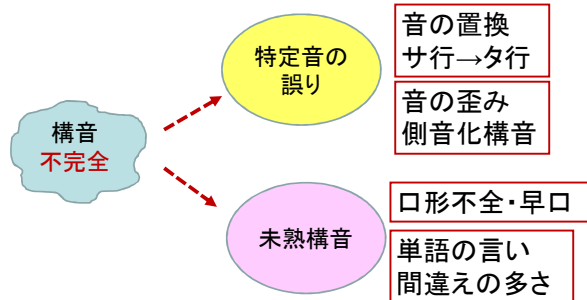 構音
不完全
特定音の
誤り
音の置換
サ行→タ行
音の歪み
側音化構音
未熟構音
口形不全・早口
単語の言い
間違えの多さ